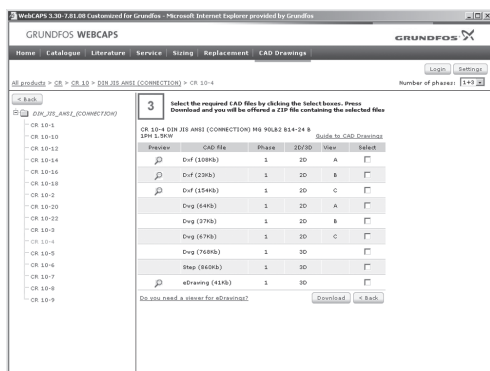 WebCAPS 3.30-7.81.08 Customized for Grundfos - Microsoft Internet Explorer provided by Grundfos
GRUNDFOS WEBCAPS
GRUNDFOS
Home Catalogue Literature Service Sizing Replacement CAD Drawings
Login Settings
All products > CR > CR 10 > DIN JIS ANSI (CONNECTION) > CR 10-4
Number of phases: 1+3
< Back
DIN_JIS_ANSI_(CONNECTION)
CR 10-1
CR 10-10
CR 10-12
CR 10-14
CR 10-16
CR 10-18
CR 10-2
CR 10-20
CR 10-22
CR 10-3
CR 10-4
CR 10-5
CR 10-6
CR 10-7
CR 10-8
CR 10-9
3
Select the required CAD files by clicking the Select boxes. Press
Download and you will be offered a ZIP file containing the selected files
CR 10-4 DIN JIS ANSI (CONNECTION) MG 90LB2 B14-24 B
1PH 1.5KW
Guide to CAD Drawings
Preview CAD file Phase 2D/3D View Select
Dxf (108Kb) 1 2D A
Dxf (23Kb) 1 2D B
Dxf (154Kb) 1 2D C
Dwg (64Kb) 1 2D A
Dwg (37Kb) 1 2D B
Dwg (67Kb) 1 2D C
Dwg (768Kb) 1 3D
Step (860Kb) 1 3D
eDrawing (41Kb) 1 3D
Do you need a viewer for eDrawings?
Download < Back